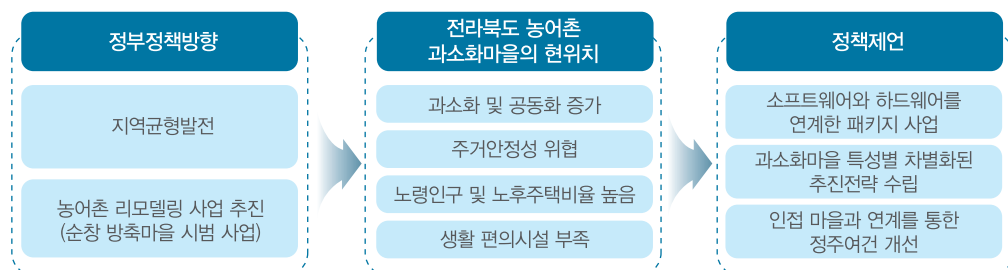 정부정책방향
지역균형발전
농어촌 리모델링 사업 추진
(순창 방축마을 시범 사업)
전라북도 농어촌
과소화마을의 현위치
과소화 및 공동화 증가
주거안정성 위협
노령인구 및 노후주택비율 높음
생활 편의시설 부족
정책제언
소프트웨어와 하드웨어를
연계한 패키지 사업
과소화마을 특성별 차별화된
추진전략 수립
인접 마을과 연계를 통한
정주여건 개선